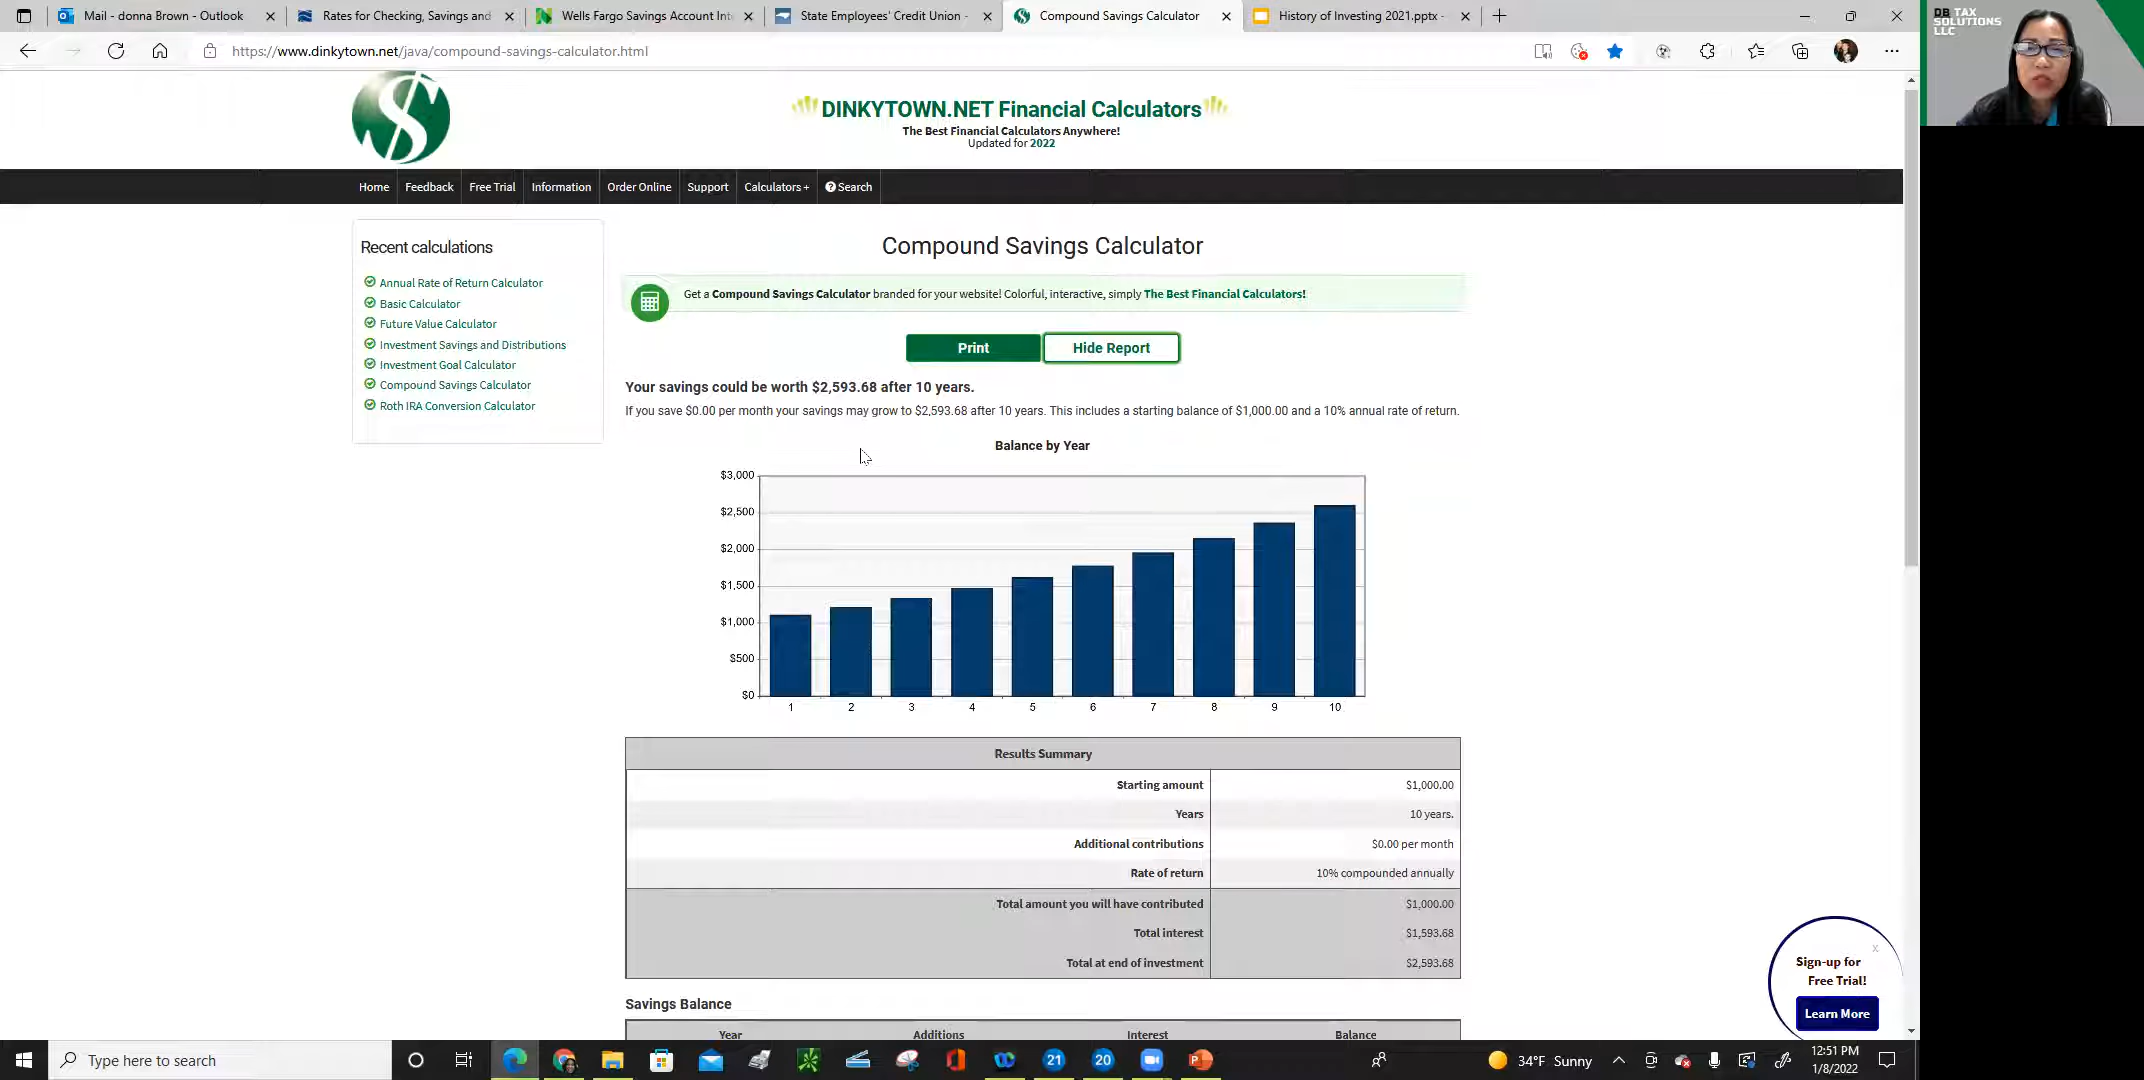 Mail - donna Brown - Outlook
Rates for Checking, Savings and
Wells Fargo Savings Account Int
State Employees' Credit Union -
Compound Savings Calculator
History of Investing 2021.pptx -
https://www.dinkytown.net/java/compound-savings-calculator.html
DB TAX
SOLUTIONS
LLC
DINKYTOWN.NET Financial Calculators
The Best Financial Calculators Anywhere!
Updated for 2022
Home
Feedback
Free Trial
Information
Order Online
Support
Calculators +
Search
Recent calculations
Annual Rate of Return Calculator
Basic Calculator
Future Value Calculator
Investment Savings and Distributions
Investment Goal Calculator
Compound Savings Calculator
Roth IRA Conversion Calculator
Compound Savings Calculator
Get a Compound Savings Calculator branded for your website! Colorful, interactive, simply The Best Financial Calculators!
Print
Hide Report
Your savings could be worth $2,593.68 after 10 years.
If you save $0.00 per month your savings may grow to $2,593.68 after 10 years. This includes a starting balance of $1,000.00 and a 10% annual rate of return.
Balance by Year
$3,000
$2,500
$2,000
$1,500
$1,000
$500
$0
1 2 3 4 5 6 7 8 9 10
Results Summary
Starting amount $1,000.00
Years 10 years.
Additional contributions $0.00 per month
Rate of return 10% compounded annually
Total amount you will have contributed $1,000.00
Total interest $1,593.68
Total at end of investment $2,593.68
Savings Balance
Year Additions Interest Balance
x
Sign-up for
Free Trial!
Learn More
Type here to search
21
20
34°F Sunny
12:51 PM
1/8/2022